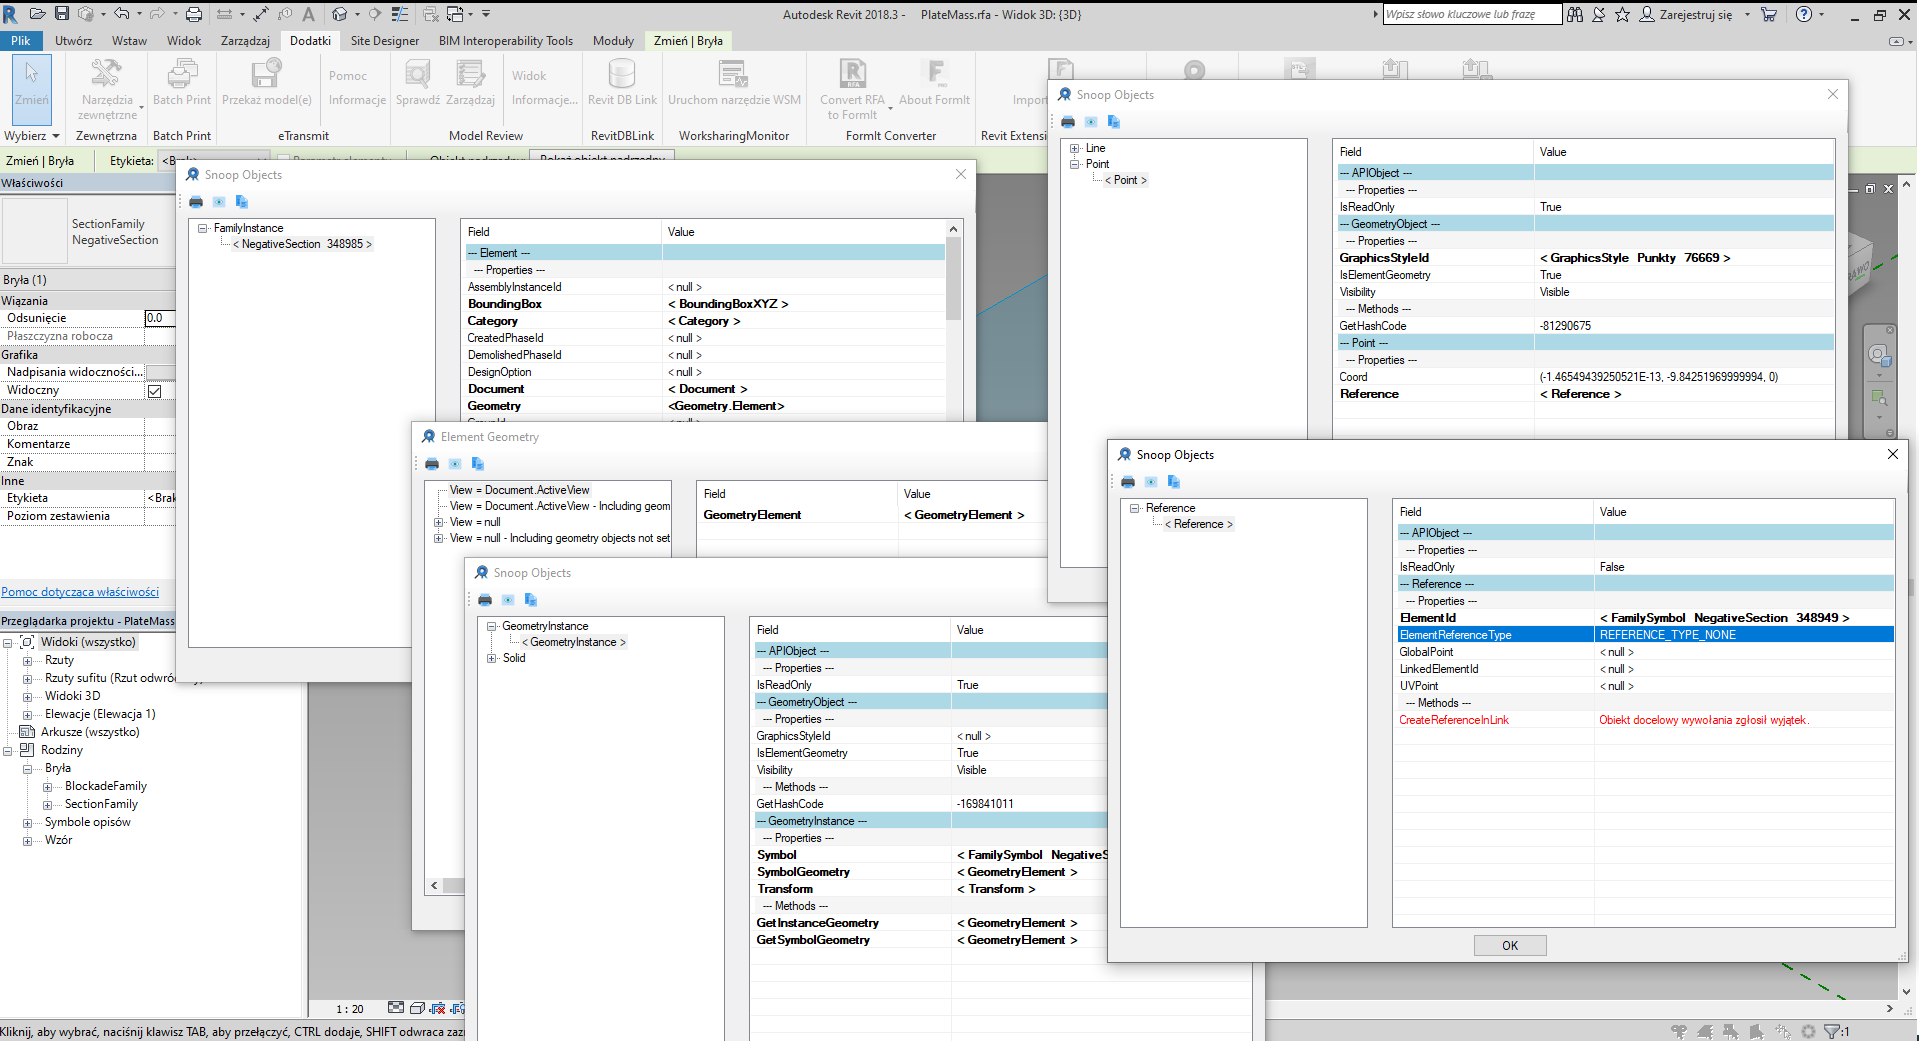 Autodesk Revit 2018.3 - PlateMass.rfa - Widok 3D: {3D}
Wpisz słowo kluczowe lub frazę
Zarejestruj się
Plik Utwórz Wstaw Widok Zarządzaj Dodatki Site Designer BIM Interoperability Tools Moduły Zmień | Bryła
Zmień
Narzędzia
zewnętrzne
Batch Print
Przekaż model(e)
Pomoc
Informacje
Sprawdź
Zarządzaj
Widok
Informacje...
Revit DB Link
Uruchom narzędzie WSM
Convert RFA
to FormIt
About FormIt
Import
Wybierz
Zewnętrzna
Batch Print
eTransmit
Model Review
RevitDBLink
WorksharingMonitor
FormIt Converter
Revit Extensi
Zmień | Bryła
Etykieta:
Właściwości
SectionFamily
NegativeSection
Bryła (1)
Wiązania
Odsunięcie 0.0
Płaszczyzna robocza
Grafika
Nadpisania widoczności...
Widoczny
Dane identyfikacyjne
Obraz
Komentarze
Znak
Inne
Etykieta <Brak
Poziom zestawienia
Pomoc dotycząca właściwości
Przeglądarka projektu - PlateMass
Widoki (wszystko)
Rzuty
Rzuty sufitu (Rzut odwró
Widoki 3D
Elewacje (Elewacja 1)
Arkusze (wszystko)
Rodziny
Bryła
BlockadeFamily
SectionFamily
Symbole opisów
Wzór
Snoop Objects
FamilyInstance
< NegativeSection 348985 >
Field Value
--- Element ---
--- Properties ---
AssemblyInstanceId < null >
BoundingBox < BoundingBoxXYZ >
Category < Category >
CreatedPhaseId < null >
DemolishedPhaseId < null >
DesignOption < null >
Document < Document >
Geometry <Geometry.Element>
Element Geometry
View = Document.ActiveView
View = Document.ActiveView - Including geom
View = null
View = null - Including geometry objects not set
Field Value
GeometryElement < GeometryElement >
Snoop Objects
GeometryInstance
< GeometryInstance >
Solid
Field Value
--- APIObject ---
--- Properties ---
IsReadOnly True
--- GeometryObject ---
--- Properties ---
GraphicsStyleId < null >
IsElementGeometry True
Visibility Visible
--- Methods ---
GetHashCode -169841011
--- GeometryInstance ---
--- Properties ---
Symbol < FamilySymbol NegativeS
SymbolGeometry < GeometryElement >
Transform < Transform >
--- Methods ---
GetInstanceGeometry < GeometryElement >
GetSymbolGeometry < GeometryElement >
Snoop Objects
Line
Point
< Point >
Field Value
--- APIObject ---
--- Properties ---
IsReadOnly True
--- GeometryObject ---
--- Properties ---
GraphicsStyleId < GraphicsStyle Punkty 76669 >
IsElementGeometry True
Visibility Visible
--- Methods ---
GetHashCode -81290675
--- Point ---
--- Properties ---
Coord (-1.46549439250521E-13, -9.84251969999994, 0)
Reference < Reference >
Snoop Objects
Reference
< Reference >
Field Value
--- APIObject ---
--- Properties ---
IsReadOnly False
--- Reference ---
--- Properties ---
ElementId < FamilySymbol NegativeSection 348949 >
ElementReferenceType REFERENCE_TYPE_NONE
GlobalPoint < null >
LinkedElementId < null >
UVPoint < null >
--- Methods ---
CreateReferenceInLink Obiekt docelowy wywołania zgłosił wyjątek.
OK
1 : 20
Kliknij, aby wybrać, naciśnij klawisz TAB, aby przełączyć, CTRL dodaje, SHIFT odwraca zaz
:1